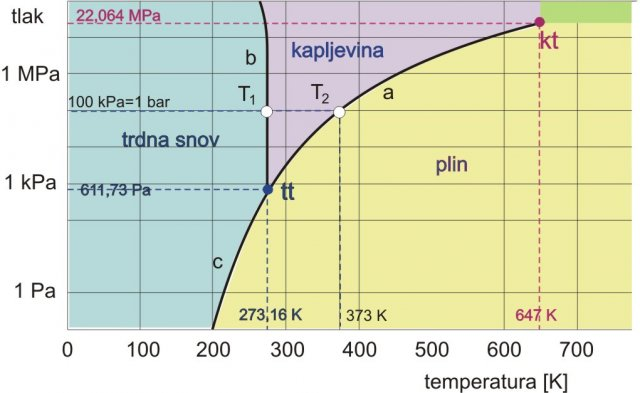 tlak
22,064 MPa
kt
kapljevina
b
1 MPa
T1
T2
a
100 kPa=1 bar
trdna snov
plin
1 kPa
611,73 Pa
tt
c
1 Pa
273,16 K
373 K
647 K
0 100 200 300 400 500 600 700
temperatura [K]